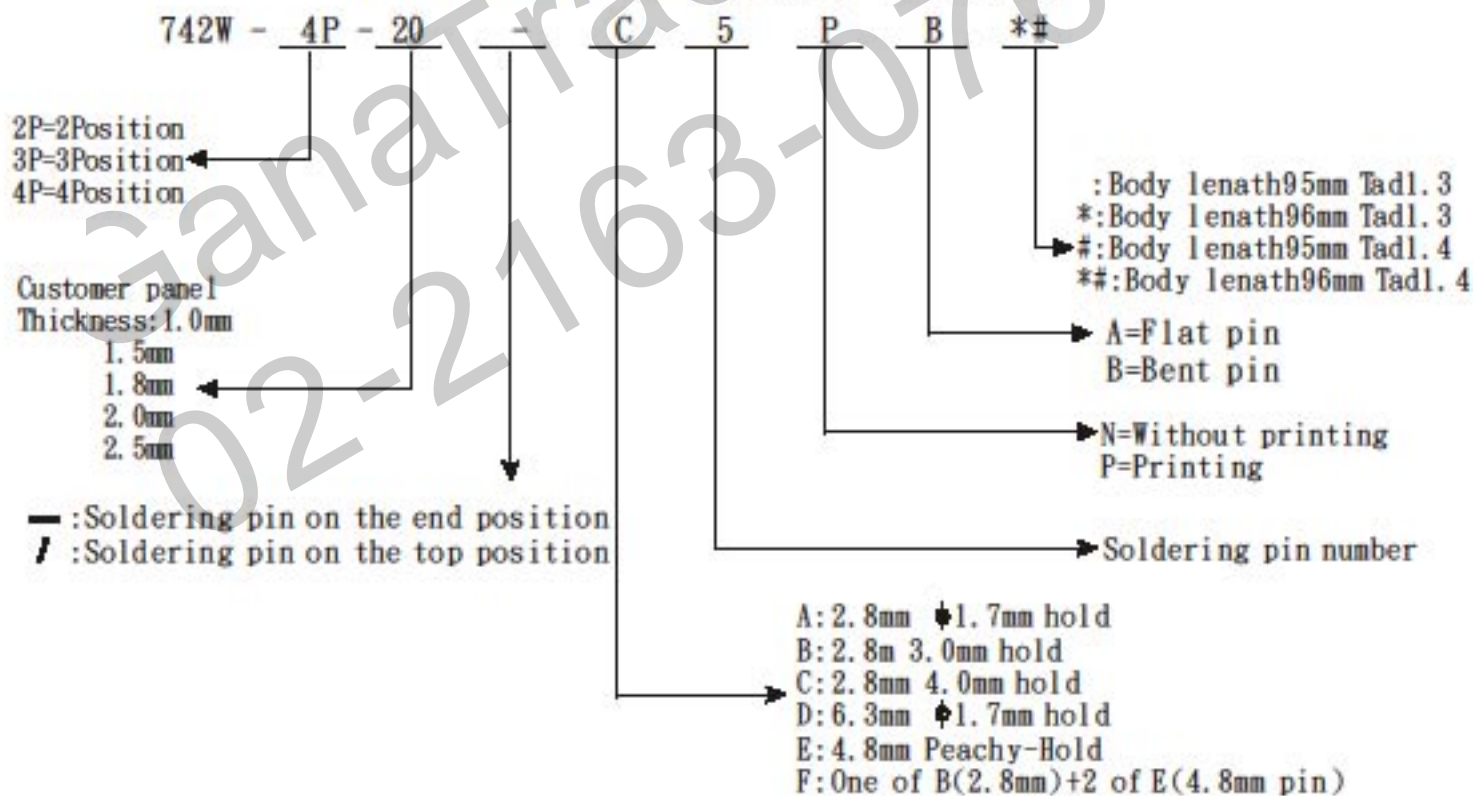 742W - 4P - 20 - C 5 P B *#
2P=2Position
3P=3Position
4P=4Position
Customer panel
Thickness:1.0mm
1.5mm
1.8mm
2.0mm
2.5mm
— :Soldering pin on the end position
/ :Soldering pin on the top position
:Body lenath95mm Tadl.3
*:Body lenath96mm Tadl.3
#:Body lenath95mm Tadl.4
*#:Body lenath96mm Tadl.4
A=Flat pin
B=Bent pin
N=Without printing
P=Printing
Soldering pin number
A:2.8mm ϕ1.7mm hold
B:2.8m 3.0mm hold
C:2.8mm 4.0mm hold
D:6.3mm ϕ1.7mm hold
E:4.8mm Peachy-Hold
F:One of B(2.8mm)+2 of E(4.8mm pin)